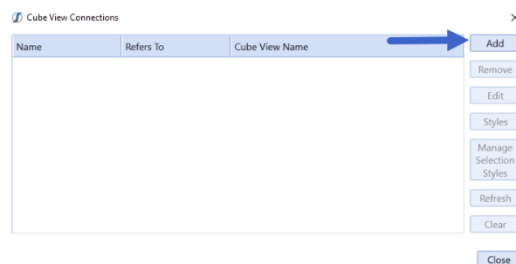 Cube View Connections
Name Refers To Cube View Name
Add
Remove
Edit
Styles
Manage
Selection
Styles
Refresh
Clear
Close